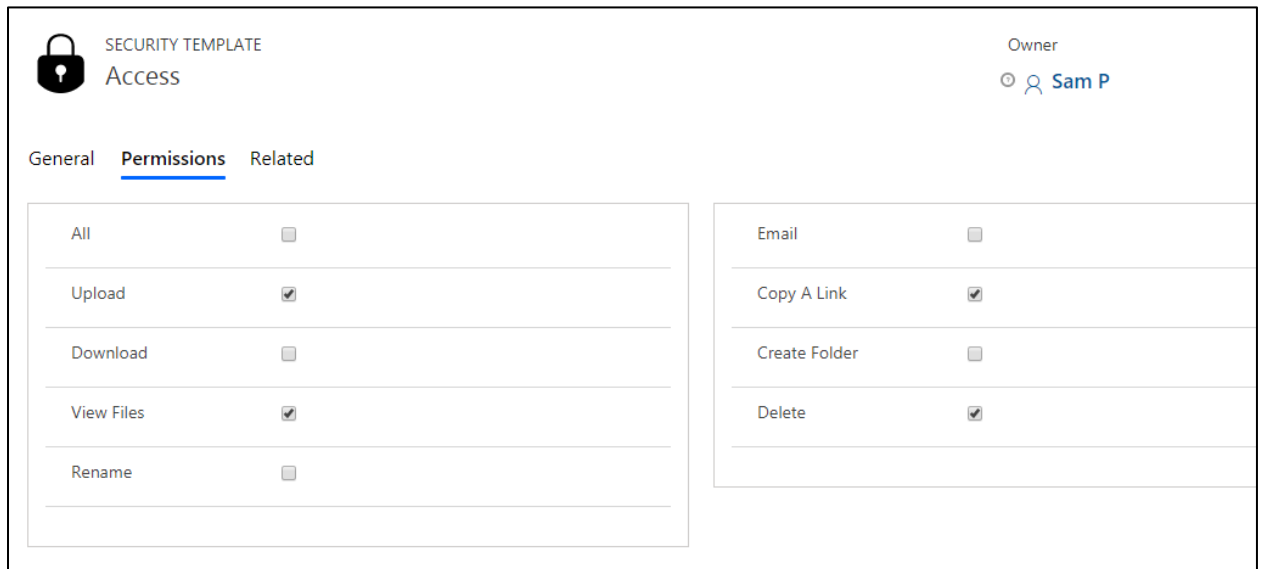 SECURITY TEMPLATE
Access
Owner
Sam P
General Permissions Related
All
Upload
Download
View Files
Rename
Email
Copy A Link
Create Folder
Delete